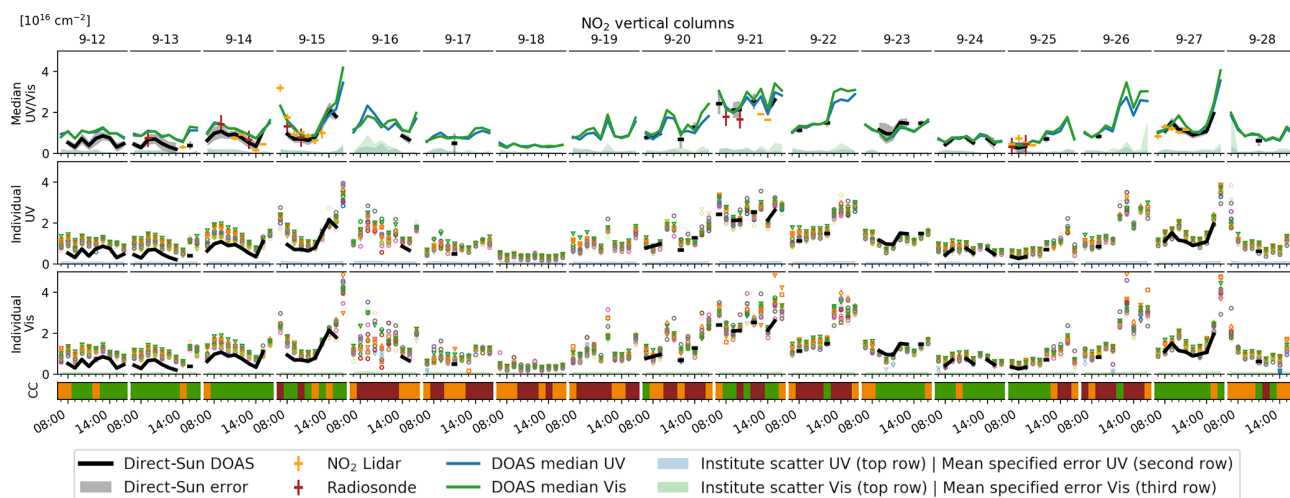 [10¹⁶ cm⁻²]
NO₂ vertical columns
9-12 9-13 9-14 9-15 9-16 9-17 9-18 9-19 9-20 9-21 9-22 9-23 9-24 9-25 9-26 9-27 9-28
Median
UV/Vis
4
2
0
Individual
UV
4
2
0
Individual
Vis
4
2
0
CC
08:00 14:00 08:00 14:00 08:00 14:00 08:00 14:00 08:00 14:00 08:00 14:00 08:00 14:00 08:00 14:00 08:00 14:00 08:00 14:00 08:00 14:00 08:00 14:00 08:00 14:00 08:00 14:00 08:00 14:00 08:00 14:00 08:00 14:00
Direct-Sun DOAS NO₂ Lidar DOAS median UV Institute scatter UV (top row) | Mean specified error UV (second row)
Direct-Sun error Radiosonde DOAS median Vis Institute scatter Vis (top row) | Mean specified error Vis (third row)